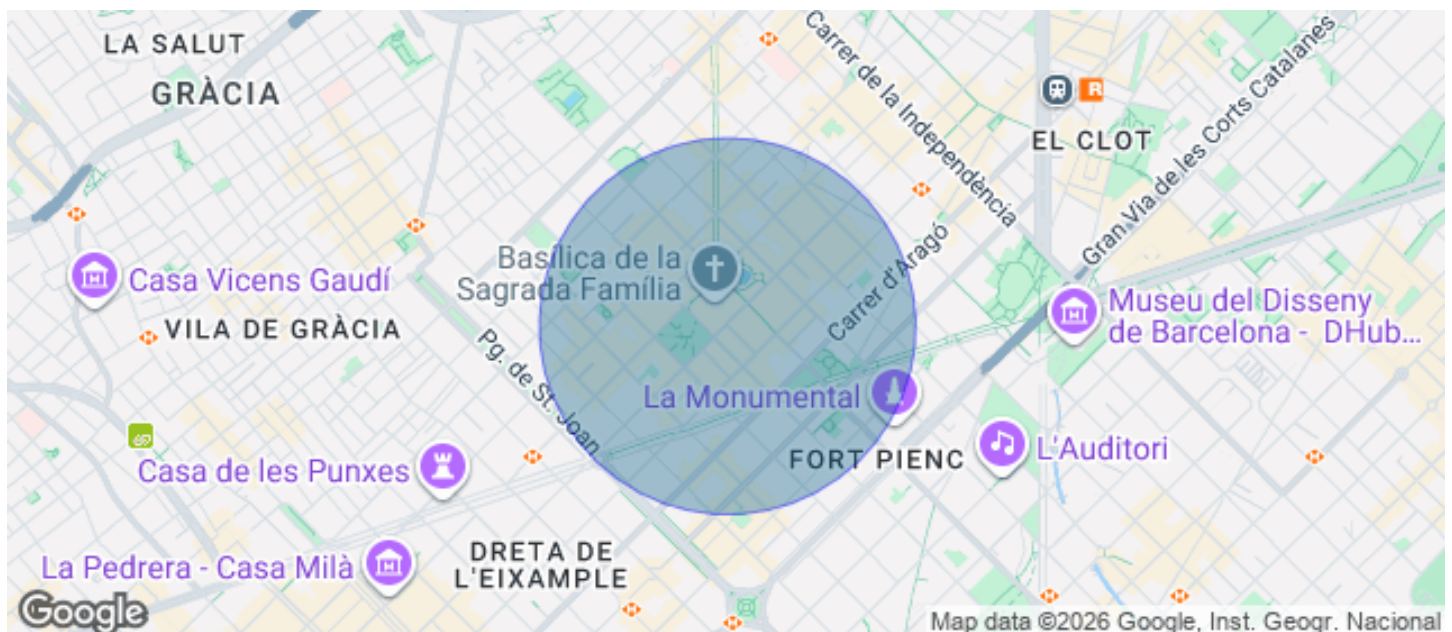 LA SALUT
GRÀCIA
Carrer de la Independència
R
EL CLOT
Gran Via de les Corts Catalanes
Basílica de la
Sagrada Família
Carrer d'Aragó
Casa Vicens Gaudí
Museu del Disseny
de Barcelona - DHub...
VILA DE GRÀCIA
Pg. de St. Joan
La Monumental
FORT PIENC
L'Auditori
Casa de les Punxes
DRETA DE
L'EIXAMPLE
La Pedrera - Casa Milà
Google
Map data ©2026 Google, Inst. Geogr. Nacional